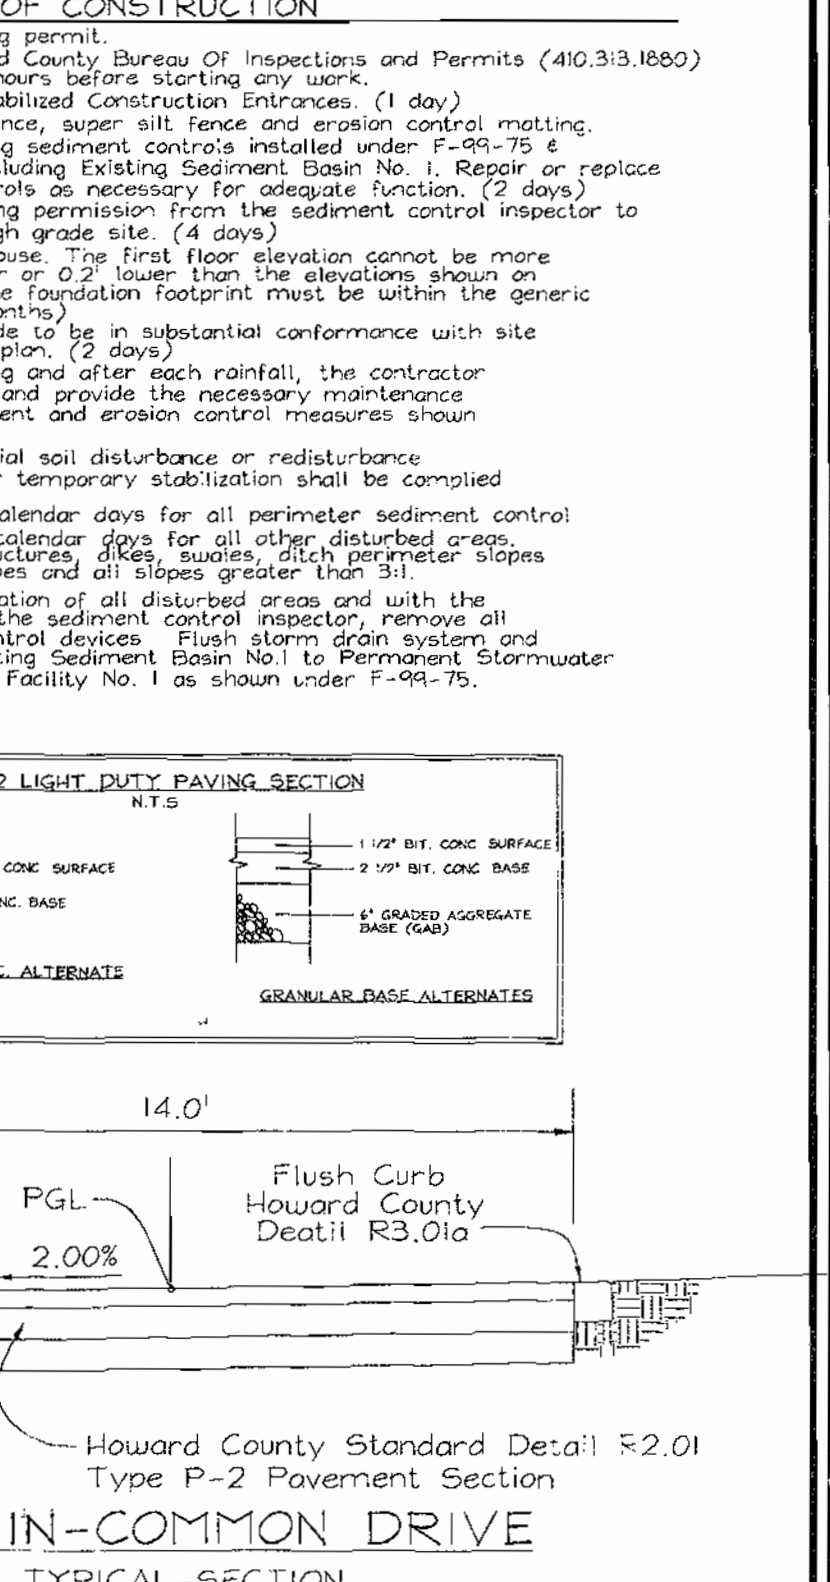 OF CONSTRUCTION
g permit.
d County Bureau Of Inspections and Permits (410.313.1880)
hours before starting any work.
abilized Construction Entrances. (1 day)
nce, super silt fence and erosion control matting.
g sediment controls installed under F-99-75 &
cluding Existing Sediment Basin No. 1. Repair or replace
rols as necessary for adequate function. (2 days)
ng permission from the sediment control inspector to
gh grade site. (4 days)
ouse. The first floor elevation cannot be more
r or 0.2' lower than the elevations shown on
e foundation footprint must be within the generic
onths)
de to be in substantial conformance with site
plan. (2 days)
g and after each rainfall, the contractor
and provide the necessary maintenance
ent and erosion control measures shown
ial soil disturbance or redisturbance
r temporary stabilization shall be complied
alendar days for all perimeter sediment control
calendar days for all other disturbed areas.
uctures, dikes, swales, ditch perimeter slopes
pes and all slopes greater than 3:1.
ation of all disturbed areas and with the
the sediment control inspector, remove all
ntrol devices Flush storm drain system and
ting Sediment Basin No.1 to Permanent Stormwater
Facility No. 1 as shown under F-99-75.
2 LIGHT DUTY PAVING SECTION
N.T.S
1 1/2" BIT. CONC SURFACE
CONC SURFACE
2 1/2" BIT. CONC BASE
NC. BASE
6" GRADED AGGREGATE
BASE (GAB)
C. ALTERNATE
GRANULAR BASE ALTERNATES
14.0'
Flush Curb
PGL
Howard County
Deatil R3.01a
2.00%
Howard County Standard Detail R2.01
Type P-2 Pavement Section
IN-COMMON DRIVE
TYPICAL SECTION